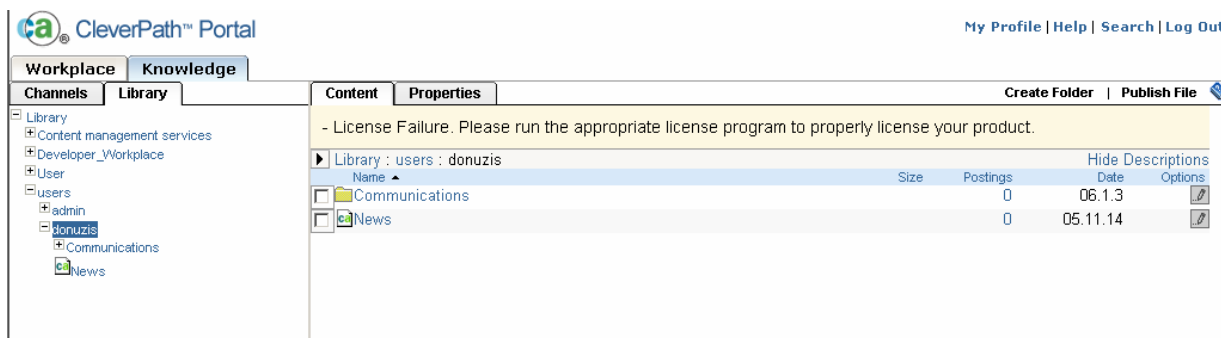 ca® CleverPath™ Portal
My Profile | Help | Search | Log Out
Workplace Knowledge
Channels Library
Content Properties
Create Folder | Publish File
Library
Content management services
Developer_Workplace
User
users
admin
donuzis
Communications
ca News
- License Failure. Please run the appropriate license program to properly license your product.
Library : users : donuzis Hide Descriptions
Name Size Postings Date Options
Communications 0 06.1.3
ca News 0 05.11.14